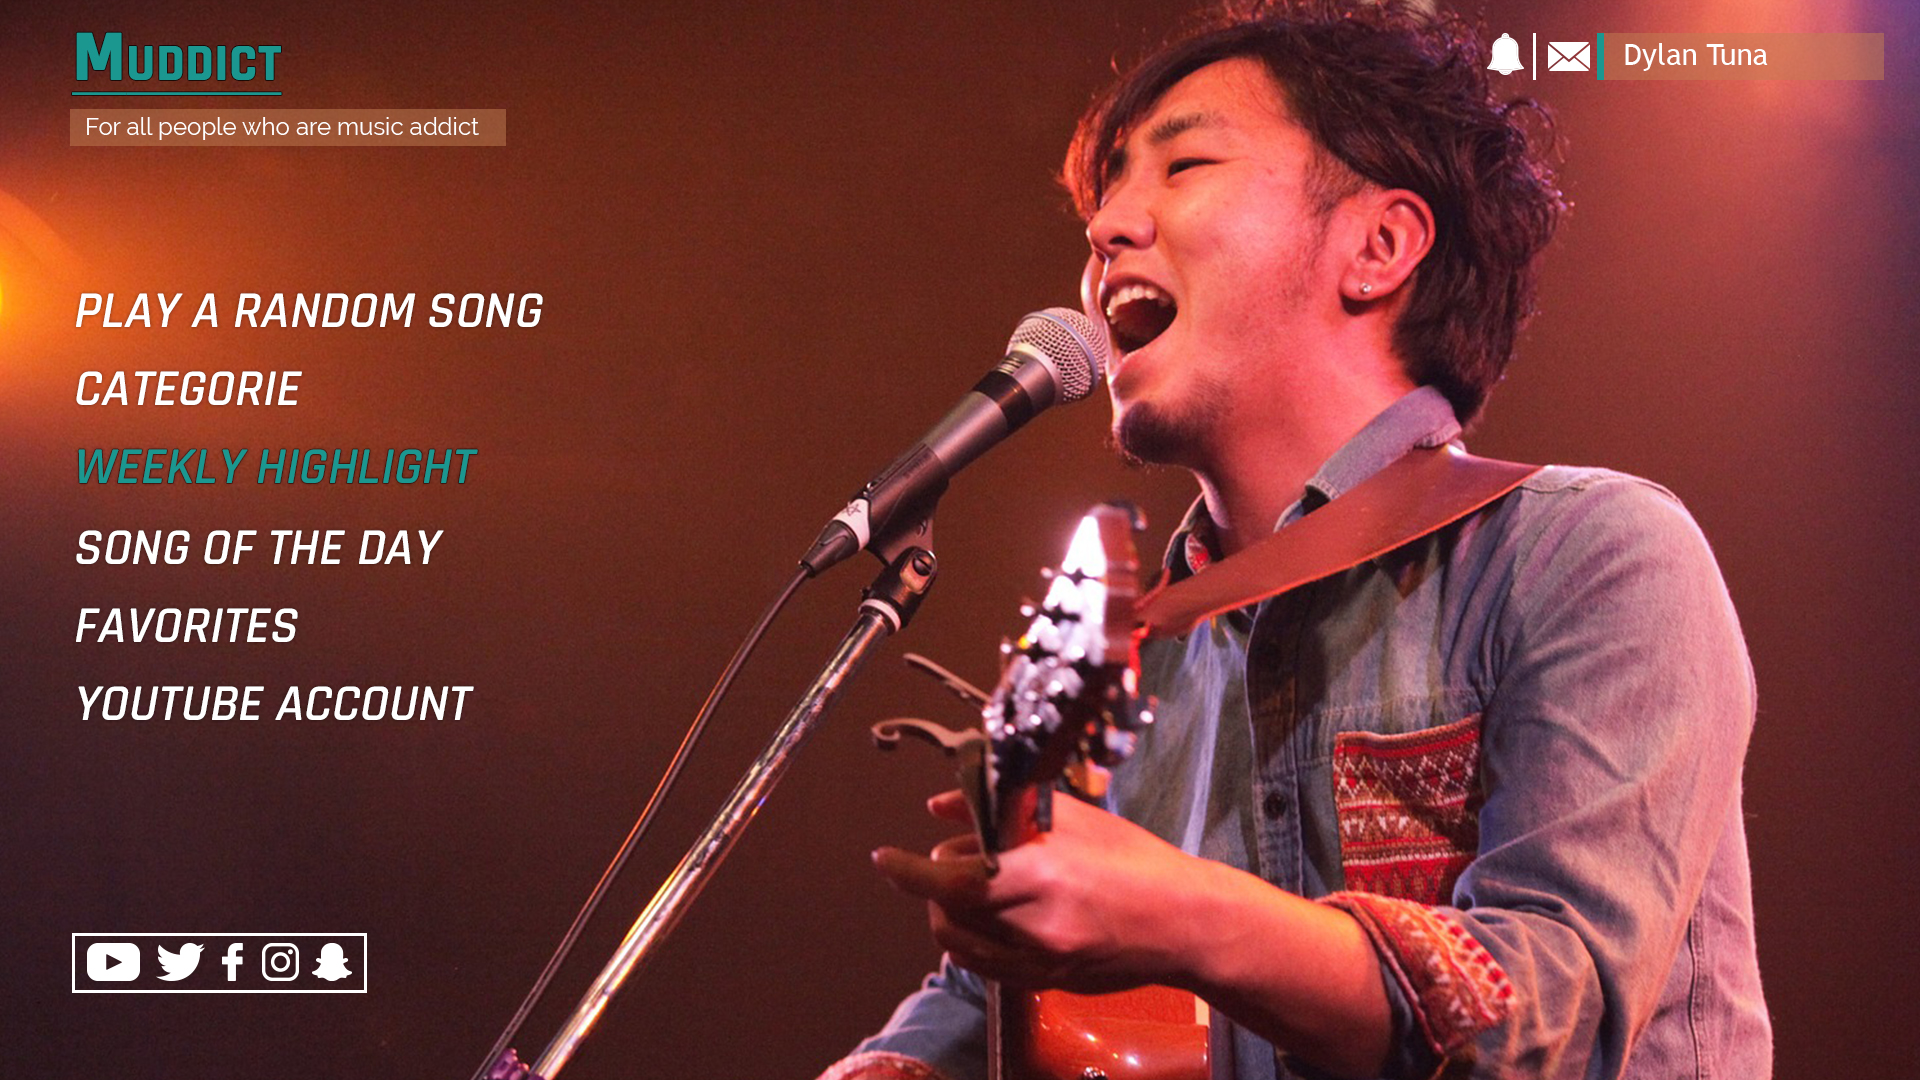 Muddict
For all people who are music addict
Dylan Tuna
PLAY A RANDOM SONG
CATEGORIE
WEEKLY HIGHLIGHT
SONG OF THE DAY
FAVORITES
YOUTUBE ACCOUNT